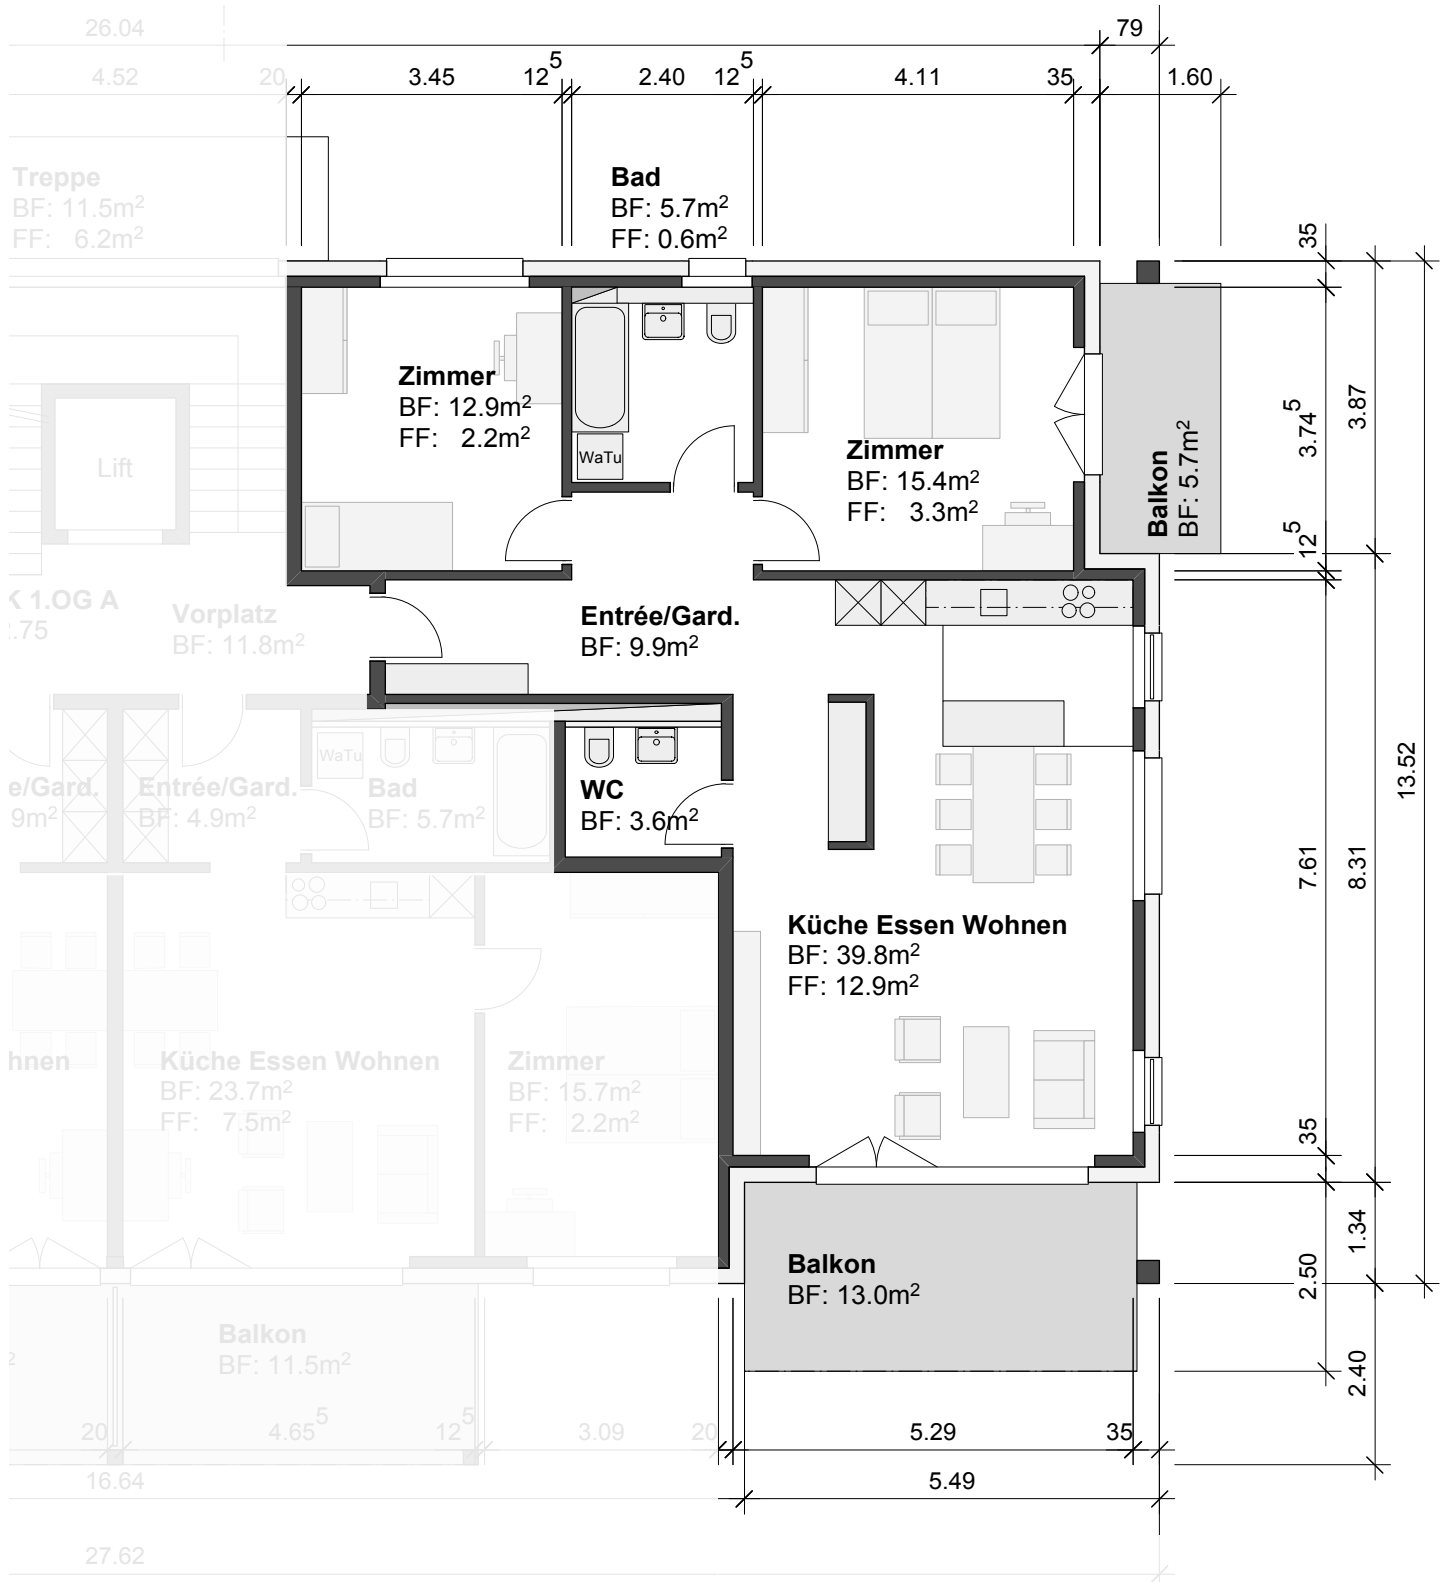 26.04
79
4.52
20
3.45
12⁵
2.40
12⁵
4.11
35
1.60
Treppe
BF: 11.5m²
FF: 6.2m²
Bad
BF: 5.7m²
FF: 0.6m²
35
Zimmer
BF: 12.9m²
FF: 2.2m²
WaTu
Zimmer
BF: 15.4m²
FF: 3.3m²
Balkon
BF: 5.7m²
3.74⁵
3.87
12⁵
Lift
K 1.OG A
2.75
Vorplatz
BF: 11.8m²
Entrée/Gard.
BF: 9.9m²
13.52
WaTu
e/Gard.
9m²
Entrée/Gard.
BF: 4.9m²
Bad
BF: 5.7m²
WC
BF: 3.6m²
7.61
8.31
Küche Essen Wohnen
BF: 39.8m²
FF: 12.9m²
hnen
Küche Essen Wohnen
BF: 23.7m²
FF: 7.5m²
Zimmer
BF: 15.7m²
FF: 2.2m²
35
1.34
2.50
Balkon
BF: 13.0m²
Balkon
BF: 11.5m²
2
2.40
20
4.65⁵
12⁵
3.09
20
5.29
35
16.64
5.49
27.62